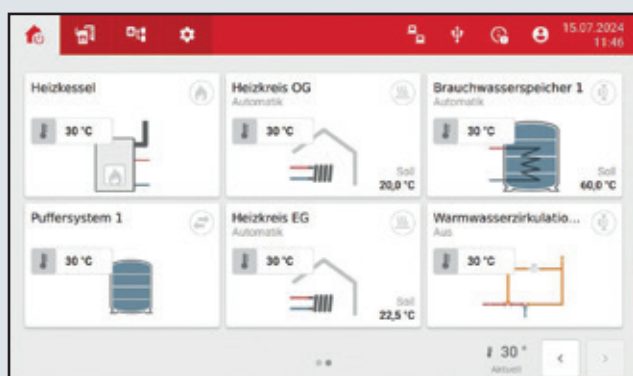 15.07.2024
11:46
Heizkessel
30 °C
Heizkreis OG
Automatik
30 °C
Soll
20,0 °C
Brauchwasserspeicher 1
Automatik
30 °C
Soll
60,0 °C
Puffersystem 1
30 °C
Heizkreis EG
Automatik
30 °C
Soll
22,5 °C
Warmwasserzirkulatio...
Aus
30 °C
30 °
Aktuell